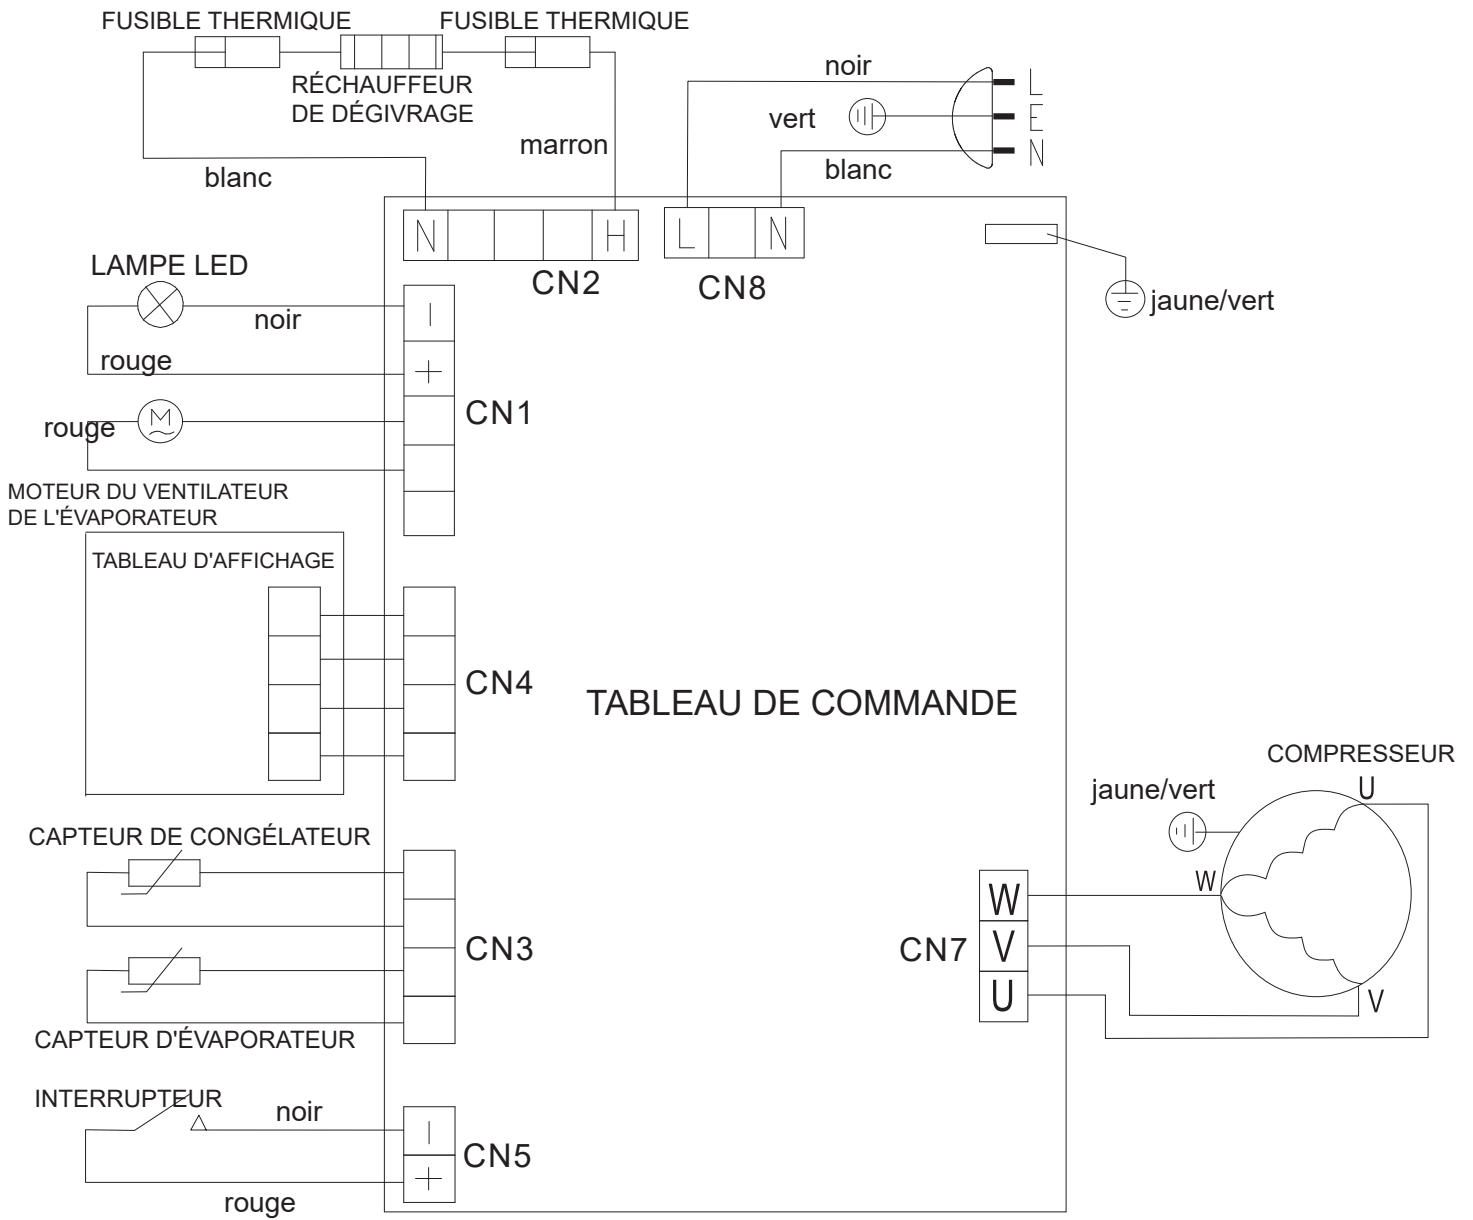 FUSIBLE THERMIQUE
FUSIBLE THERMIQUE
RÉCHAUFFEUR
DE DÉGIVRAGE
marron
blanc
noir
L
vert
E
N
blanc
N
H
CN2
L
N
CN8
jaune/vert
LAMPE LED
noir
rouge
CN1
M
rouge
MOTEUR DU VENTILATEUR
DE L'ÉVAPORATEUR
TABLEAU D'AFFICHAGE
CN4
TABLEAU DE COMMANDE
COMPRESSEUR
U
jaune/vert
W
V
CN7
W
V
U
CAPTEUR DE CONGÉLATEUR
CN3
CAPTEUR D'ÉVAPORATEUR
INTERRUPTEUR
noir
CN5
rouge